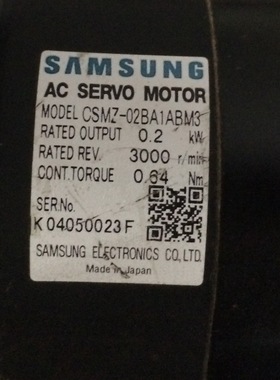 SAMSUNG
AC SERVO MOTOR
MODEL CSMZ-02BA1ABM3
RATED OUTPUT 0.2 kW
RATED REV. 3000 r/min
CONT.TORQUE 0.64 Nm
SER.No.
K04050023F
SAMSUNG ELECTRONICS CO,.LTD.
Made in Japan